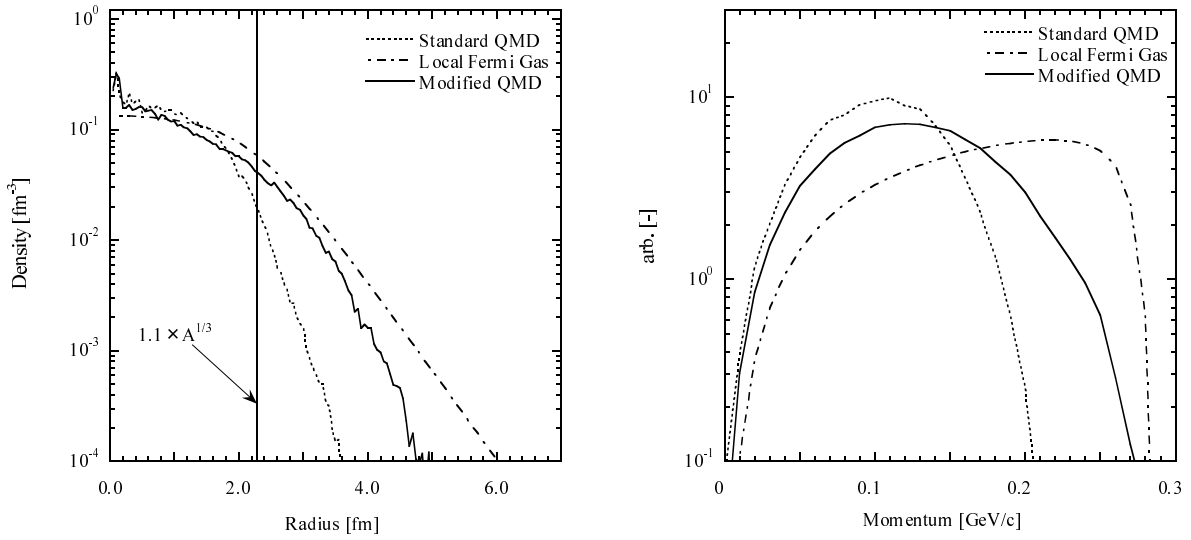 10^0
10^-1
10^-2
10^-3
10^-4
Density [fm^-3]
Standard QMD
Local Fermi Gas
Modified QMD
1.1 × A^1/3
0.0
2.0
4.0
6.0
Radius [fm]
10^1
10^0
10^-1
arb. [-]
Standard QMD
Local Fermi Gas
Modified QMD
0
0.1
0.2
0.3
Momentum [GeV/c]